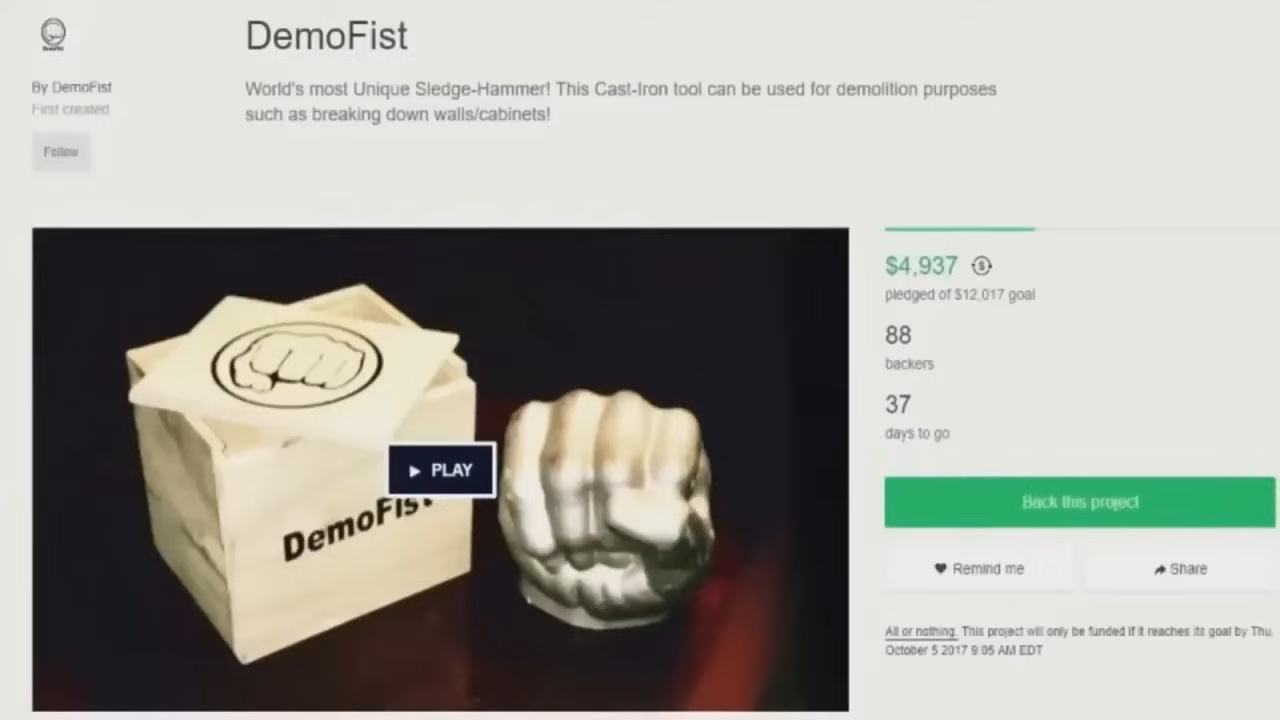 DemoFist
World's most Unique Sledge-Hammer! This Cast-Iron tool can be used for demolition purposes
such as breaking down walls/cabinets!
By DemoFist
First created
Follow
DemoFist
PLAY
$4,937
pledged of $12,017 goal
88
backers
37
days to go
Back this project
Remind me
Share
All or nothing. This project will only be funded if it reaches its goal by Thu,
October 5 2017 9:05 AM EDT